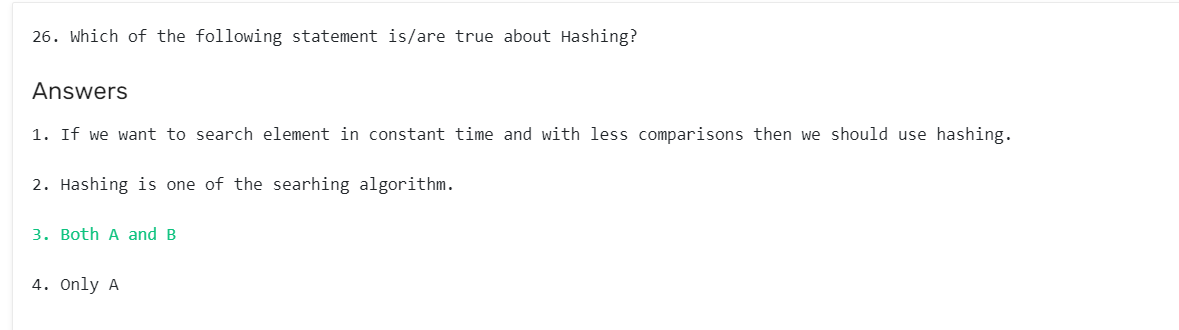 26. Which of the following statement is/are true about Hashing?
Answers
1. If we want to search element in constant time and with less comparisons then we should use hashing.
2. Hashing is one of the searhing algorithm.
3. Both A and B
4. Only A